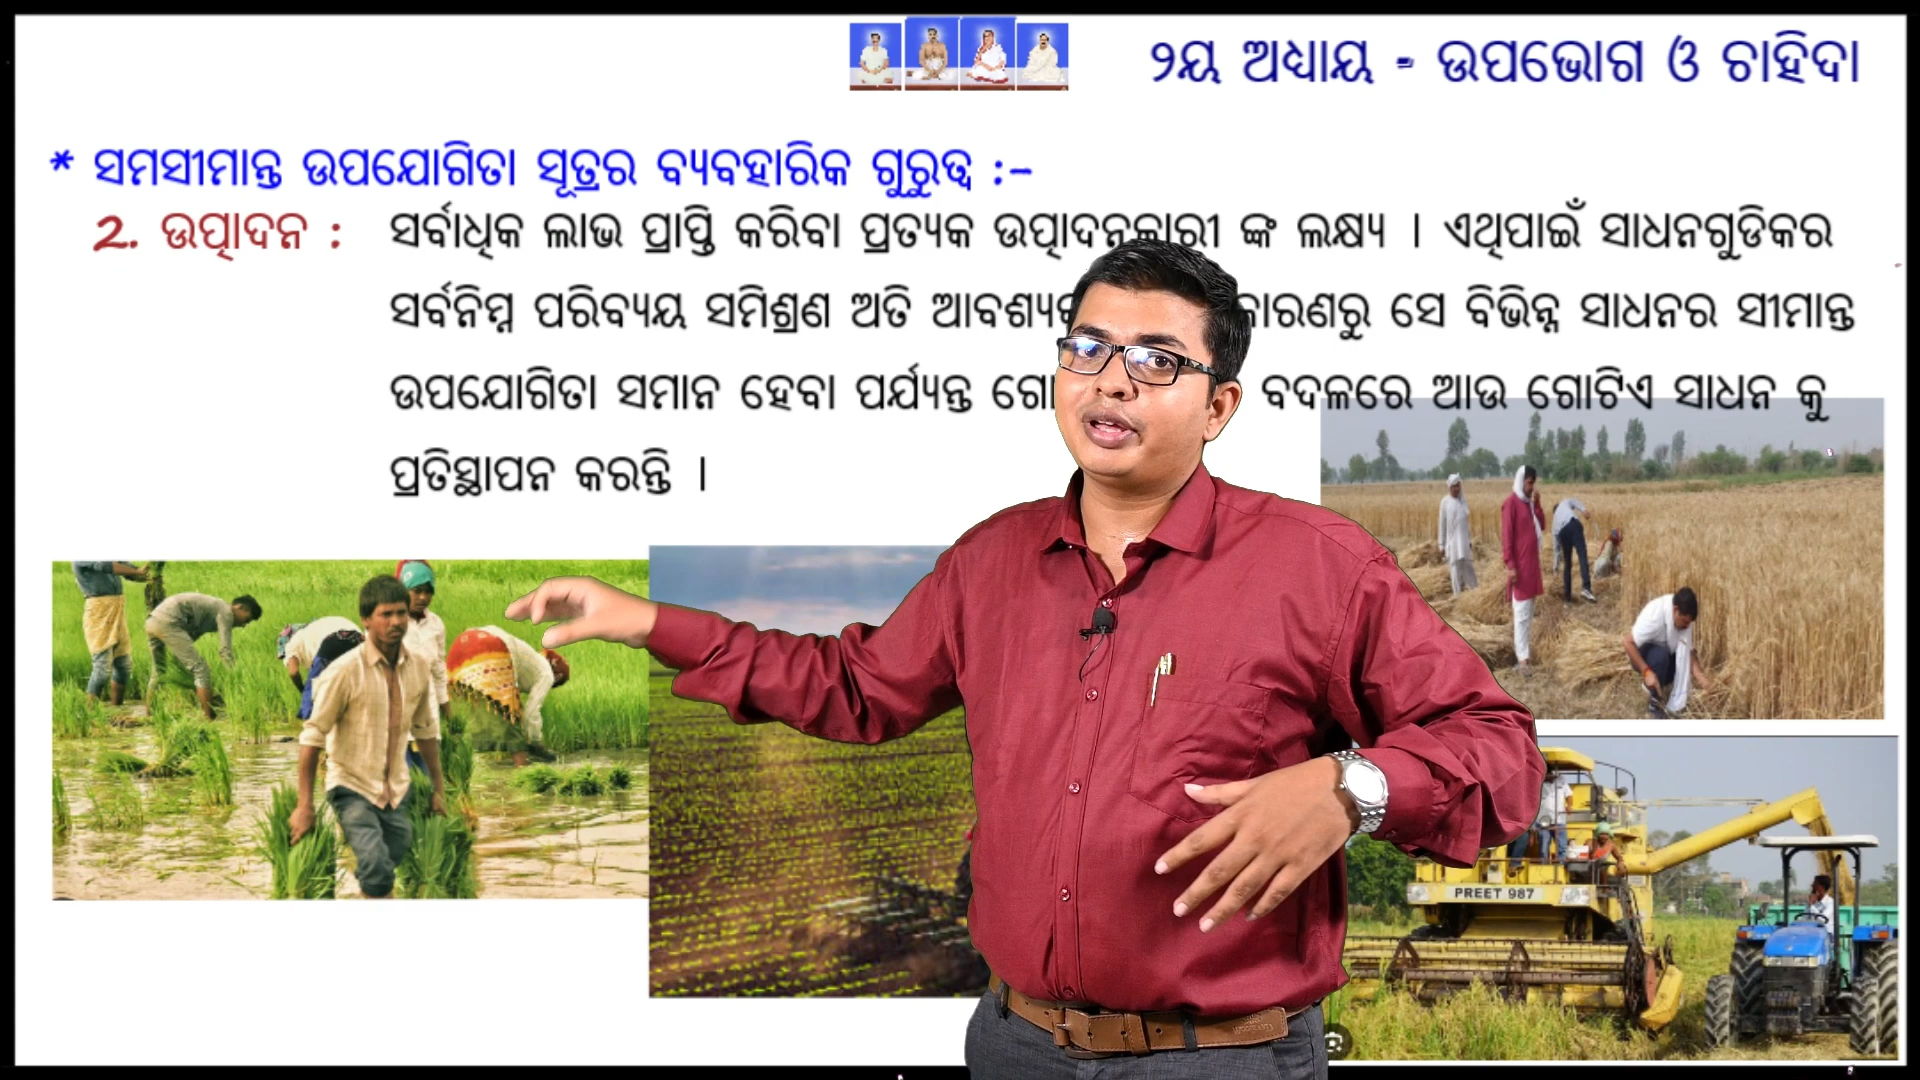 ୨ୟ ଅଧ୍ୟାୟ - ଉପଭୋଗ ଓ ଚାହିଦା
* ସମସୀମାନ୍ତ ଉପଯୋଗିତା ସୂତ୍ରର ବ୍ୟବହାରିକ ଗୁରୁତ୍ୱ :-
2. ଉତ୍ପାଦନ : ସର୍ବାଧିକ ଲାଭ ପ୍ରାପ୍ତି କରିବା ପ୍ରତ୍ୟକ ଉତ୍ପାଦନକାରୀ ଙ୍କ ଲକ୍ଷ୍ୟ । ଏଥିପାଇଁ ସାଧନଗୁଡିକର
ସର୍ବନିମ୍ନ ପରିବ୍ୟୟ ସମିଶ୍ରଣ ଅତି ସେ ବିଭିନ୍ନ ସାଧନର ସୀମାନ୍ତ
ଉପଯୋଗିତା ସମାନ ହେବା ପର୍ଯ୍ୟନ୍ତ ବଦଳରେ ଆଉ ଗୋଟିଏ ସାଧନ କୁ
ପ୍ରତିସ୍ଥାପନ କରନ୍ତି ।
PREET 987